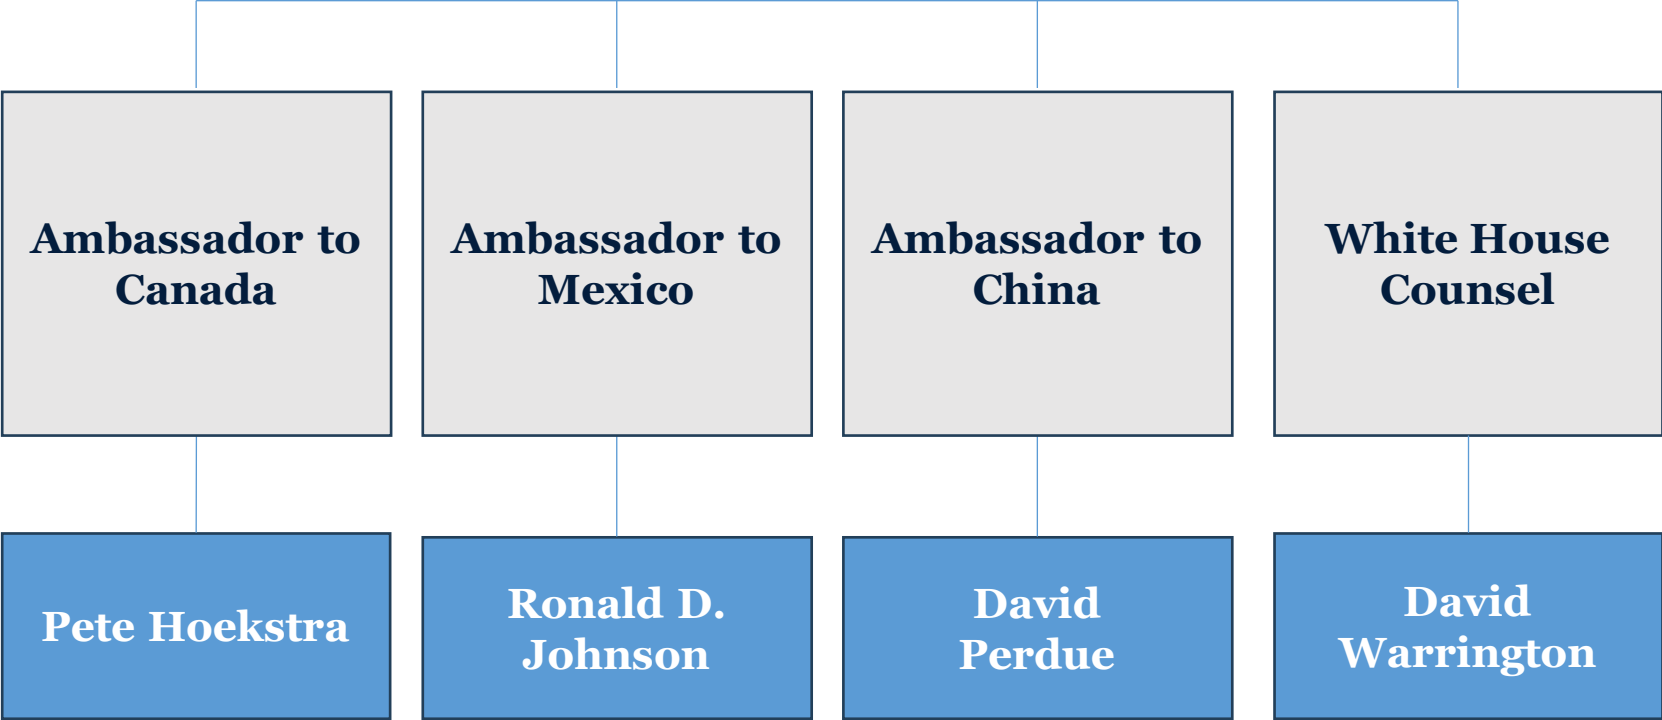 Ambassador to
Canada
Ambassador to
Mexico
Ambassador to
China
White House
Counsel
Pete Hoekstra
Ronald D.
Johnson
David
Perdue
David
Warrington